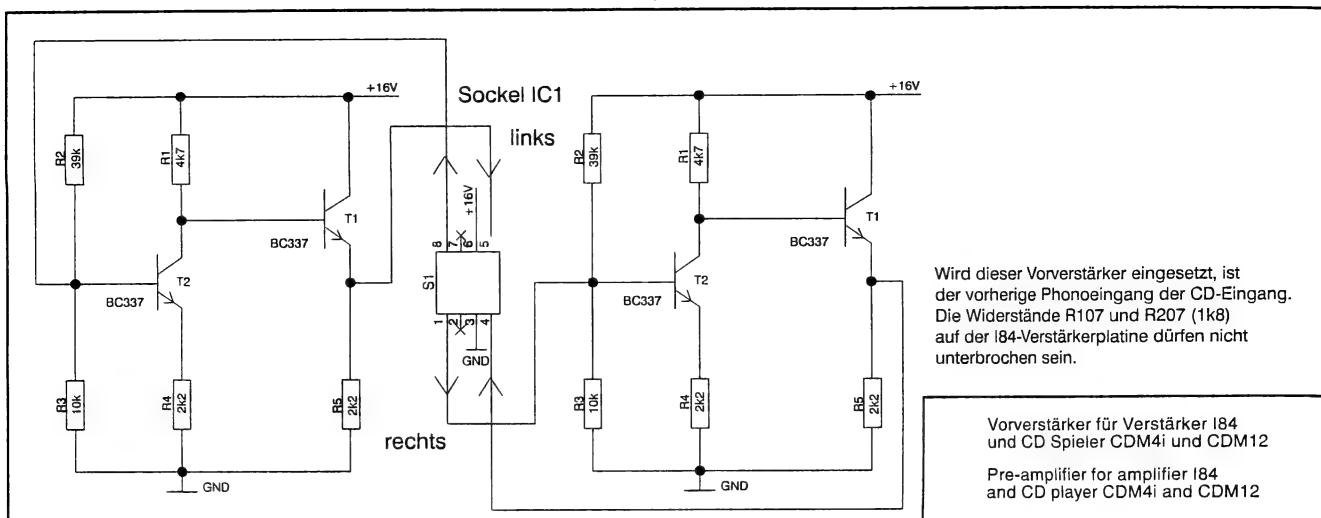 +16V
R2
39k
R1
4k7
T1
BC337
T2
BC337
R3
10k
R4
2k2
R5
2k2
GND
Sockel IC1
links
+16V
8
7
6
5
S1
1
2
3
4
GND
rechts
+16V
R2
39k
R1
4k7
T1
BC337
T2
BC337
R3
10k
R4
2k2
R5
2k2
GND
Wird dieser Vorverstärker eingesetzt, ist
der vorherige Phonoeingang der CD-Eingang.
Die Widerstände R107 und R207 (1k8)
auf der I84-Verstärkerplatine dürfen nicht
unterbrochen sein.
Vorverstärker für Verstärker I84
und CD Spieler CDM4i und CDM12
Pre-amplifier for amplifier I84
and CD player CDM4i and CDM12